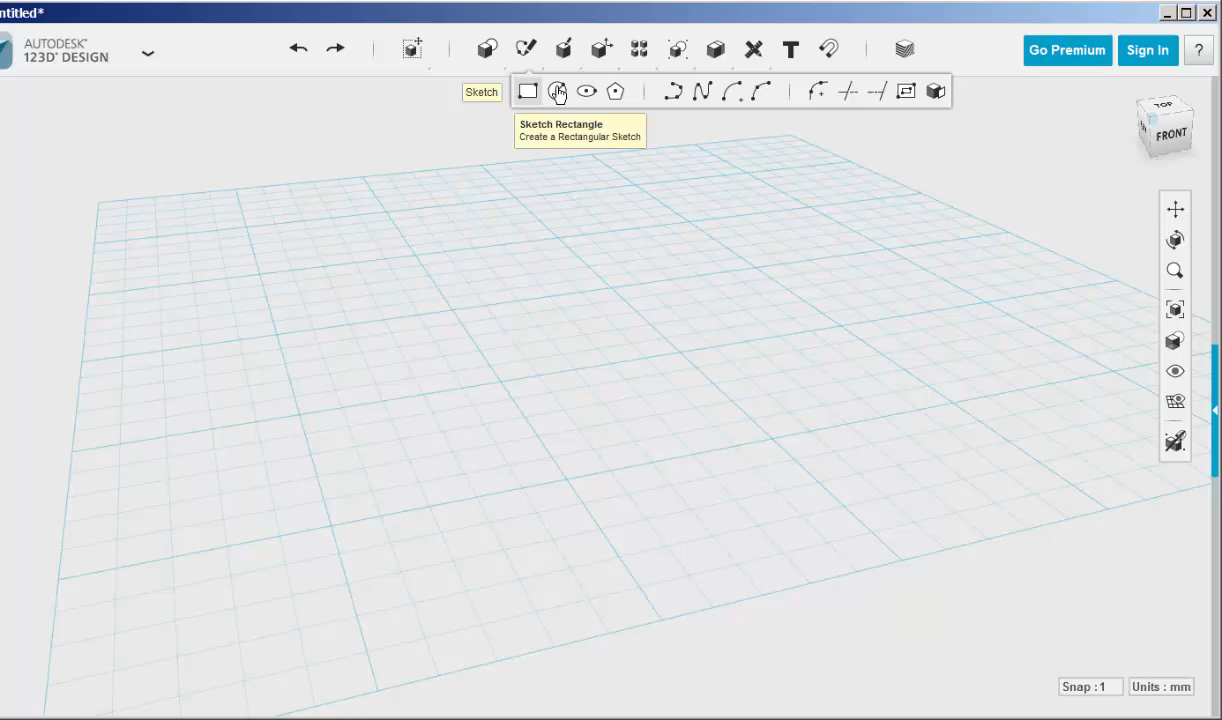 ntitled*
AUTODESK®
123D® DESIGN
Go Premium
Sign In
?
Sketch
Sketch Rectangle
Create a Rectangular Sketch
TOP
FRONT
Snap : 1
Units : mm